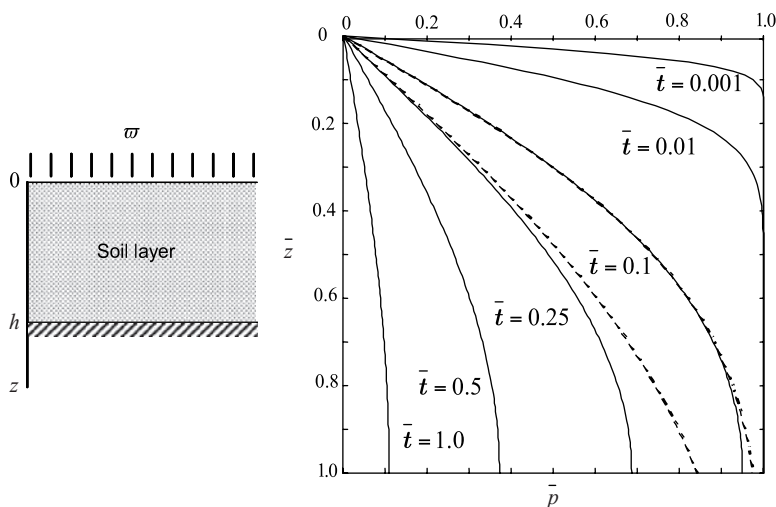 ϖ
0
Soil layer
h
z
0 0.2 0.4 0.6 0.8 1.0
0
0.2
0.4
0.6
0.8
1.0
z̄
t̄ = 0.001
t̄ = 0.01
t̄ = 0.1
t̄ = 0.25
t̄ = 0.5
t̄ = 1.0
p̄